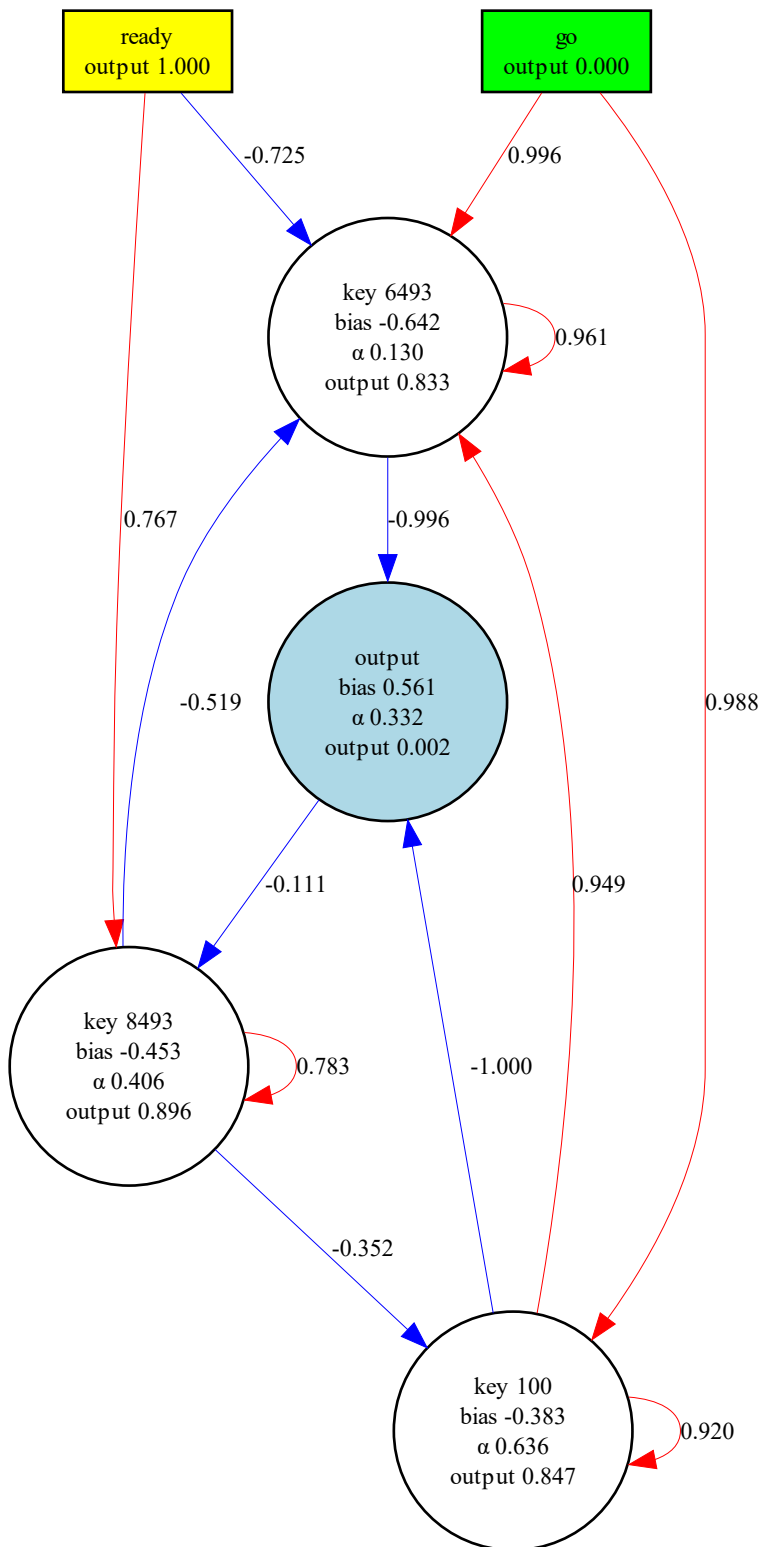 ready
output 1.000
go
output 0.000
-0.725
0.996
key 6493
bias -0.642
α 0.130
output 0.833
0.961
0.767
-0.996
output
bias 0.561
α 0.332
output 0.002
-0.519
0.988
-0.111
0.949
key 8493
bias -0.453
α 0.406
output 0.896
0.783
-1.000
-0.352
key 100
bias -0.383
α 0.636
output 0.847
0.920